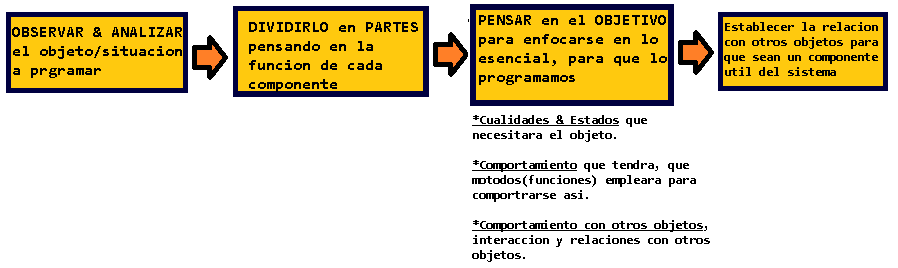 OBSERVAR & ANALIZAR
el objeto/situacion
a prgramar
DIVIDIRLO en PARTES
pensando en la
funcion de cada
componente
PENSAR en el OBJETIVO
para enfocarse en lo
esencial, para que lo
programamos
Establecer la relacion
con otros objetos para
que sean un componente
util del sistema
*Cualidades & Estados que
necesitara el objeto.
*Comportamiento que tendra, que
motodos(funciones) empleara para
comportrarse asi.
*Comportamiento con otros objetos,
interaccion y relaciones con otros
objetos.